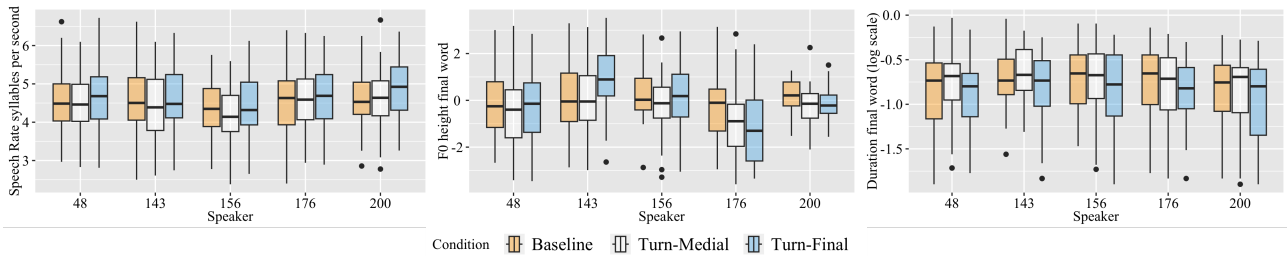 Speech Rate syllables per second
6
5
4
3
48 143 156 176 200
Speaker
F0 height final word
2
0
-2
48 143 156 176 200
Speaker
Duration final word (log scale)
0.0
-0.5
-1.0
-1.5
48 143 156 176 200
Speaker
Condition Baseline Turn-Medial Turn-Final